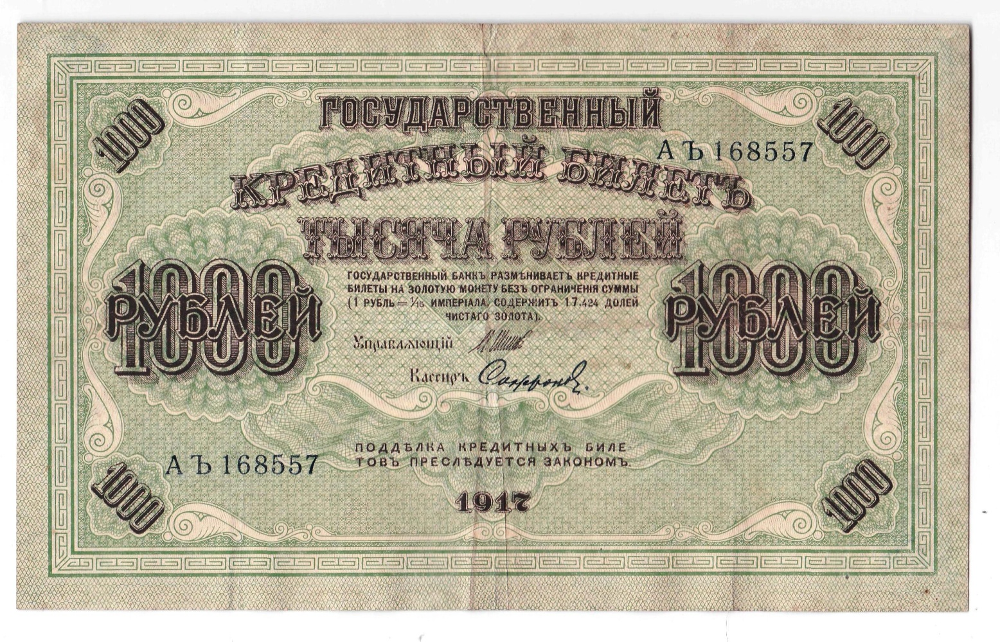 1000
1000
ГОСУДАРСТВЕННЫЙ
АЪ 168557
КРЕДИТНЫЙ БИЛЕТЪ
ТЫСЯЧА РУБЛЕЙ
1000 РУБЛЕЙ
1000 РУБЛЕЙ
ГОСУДАРСТВЕННЫЙ БАНКЪ РАЗМѢНИВАЕТЪ КРЕДИТНЫЕ
БИЛЕТЫ НА ЗОЛОТУЮ МОНЕТУ БЕЗЪ ОГРАНИЧЕНІЯ СУММЫ
(1 РУБЛЬ = 1/15 ИМПЕРІАЛА, СОДЕРЖИТЪ 17.424 ДОЛЕЙ
ЧИСТАГО ЗОЛОТА).
Управляющій
Кассиръ Сафронов
ПОДДѢЛКА КРЕДИТНЫХЪ БИЛЕ-
ТОВЪ ПРЕСЛѢДУЕТСЯ ЗАКОНОМЪ.
АЪ 168557
1917
1000
1000